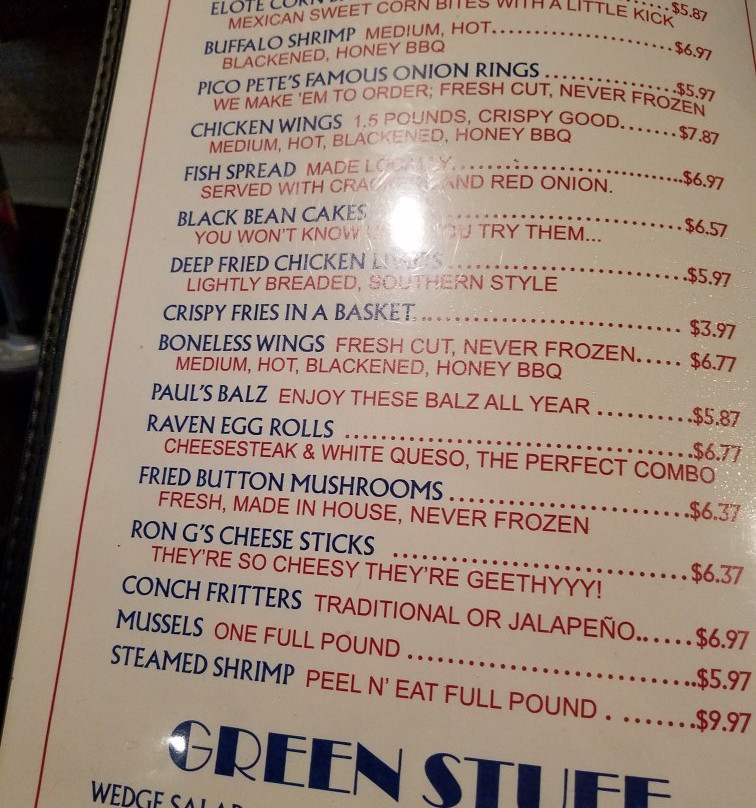 ELOTE CORN $5.87
MEXICAN SWEET CORN BITES WITH A LITTLE KICK
BUFFALO SHRIMP MEDIUM, HOT................................$6.97
BLACKENED, HONEY BBQ
PICO PETE'S FAMOUS ONION RINGS ......................$5.97
WE MAKE 'EM TO ORDER; FRESH CUT, NEVER FROZEN
CHICKEN WINGS 1.5 POUNDS, CRISPY GOOD.......$7.87
MEDIUM, HOT, BLACKENED, HONEY BBQ
FISH SPREAD MADE LOCALLY....................................$6.97
SERVED WITH CRACKERS AND RED ONION.
BLACK BEAN CAKES ................................$6.57
YOU WON'T KNOW YOU TRY THEM...
DEEP FRIED CHICKEN ................................$5.97
LIGHTLY BREADED, SOUTHERN STYLE
CRISPY FRIES IN A BASKET................................ $3.97
BONELESS WINGS FRESH CUT, NEVER FROZEN..... $6.77
MEDIUM, HOT, BLACKENED, HONEY BBQ
PAUL'S BALZ ENJOY THESE BALZ ALL YEAR ..........$5.87
RAVEN EGG ROLLS ................................................$6.77
CHEESESTEAK & WHITE QUESO, THE PERFECT COMBO
FRIED BUTTON MUSHROOMS ................................$6.37
FRESH, MADE IN HOUSE, NEVER FROZEN
RON G'S CHEESE STICKS ......................................$6.37
THEY'RE SO CHEESY THEY'RE GEETHYYY!
CONCH FRITTERS TRADITIONAL OR JALAPEÑO.......$6.97
MUSSELS ONE FULL POUND ................................$5.97
STEAMED SHRIMP PEEL N' EAT FULL POUND . .......$9.97
GREEN STUFF
WEDGE